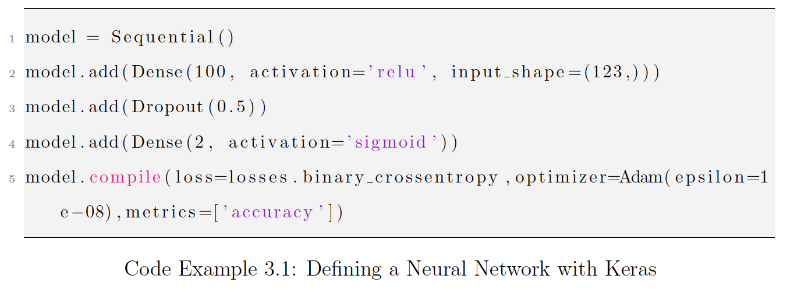 1 model = Sequential()
2 model.add(Dense(100, activation='relu', input_shape=(123,)))
3 model.add(Dropout(0.5))
4 model.add(Dense(2, activation='sigmoid'))
5 model.compile(loss=losses.binary_crossentropy,optimizer=Adam(epsilon=1
e-08),metrics=['accuracy'])
Code Example 3.1: Defining a Neural Network with Keras